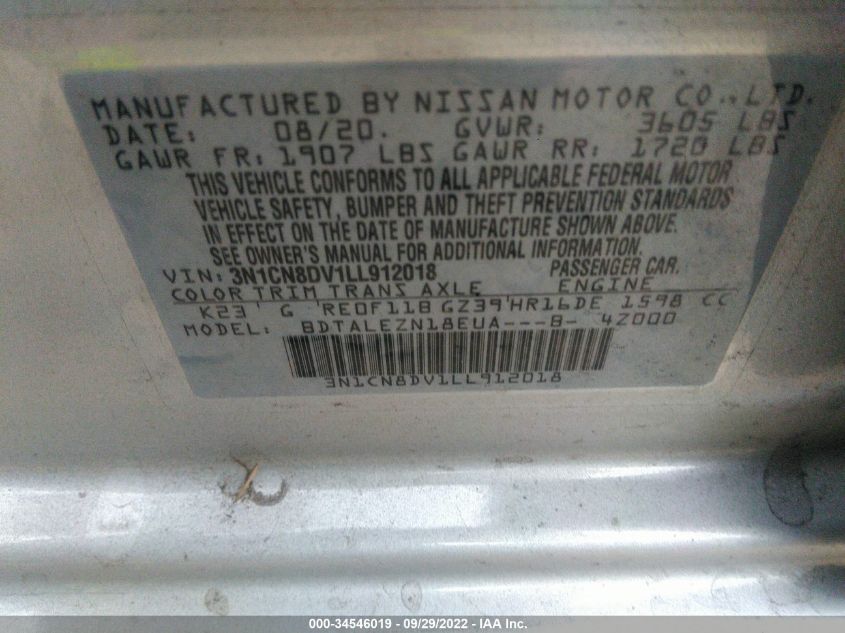 MANUFACTURED BY NISSAN MOTOR CO., LTD.
DATE: 08/20. GVWR: 3605 LBS
GAWR FR: 1907 LBS GAWR RR: 1720 LBS
THIS VEHICLE CONFORMS TO ALL APPLICABLE FEDERAL MOTOR
VEHICLE SAFETY, BUMPER AND THEFT PREVENTION STANDARDS
IN EFFECT ON THE DATE OF MANUFACTURE SHOWN ABOVE.
SEE OWNER'S MANUAL FOR ADDITIONAL INFORMATION.
VIN: 3N1CN8DV1LL912018 PASSENGER CAR.
COLOR TRIM TRANS AXLE ENGINE
K23 G RE0F11B GZ39 HR16DE 1598 CC
MODEL: BDTALEZN18EUA---B- 4Z000
3N1CN8DV1LL912018
000-34546019 / 09/29/2022 - IAA Inc.